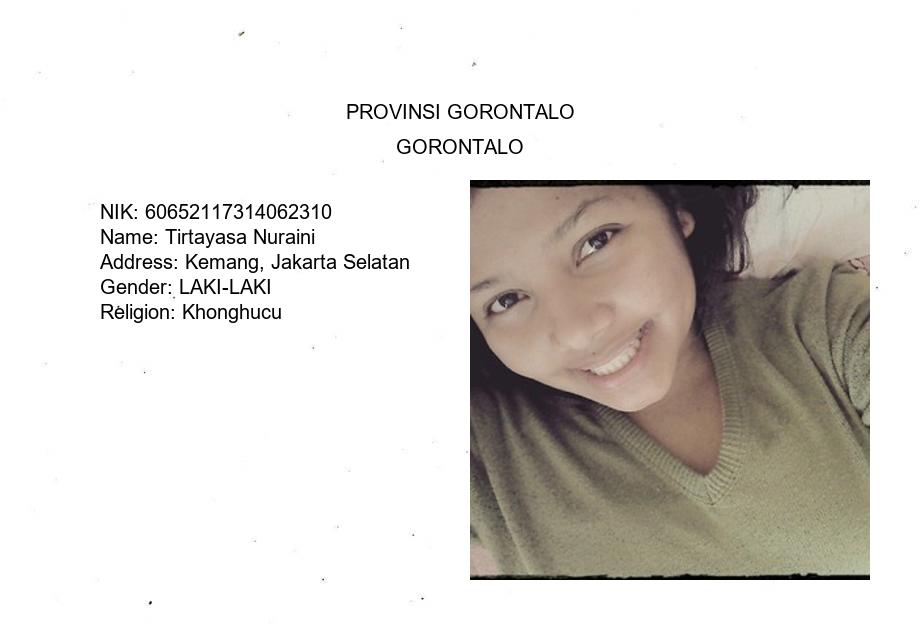 PROVINSI GORONTALO
GORONTALO
NIK: 60652117314062310
Name: Tirtayasa Nuraini
Address: Kemang, Jakarta Selatan
Gender: LAKI-LAKI
Religion: Khonghucu